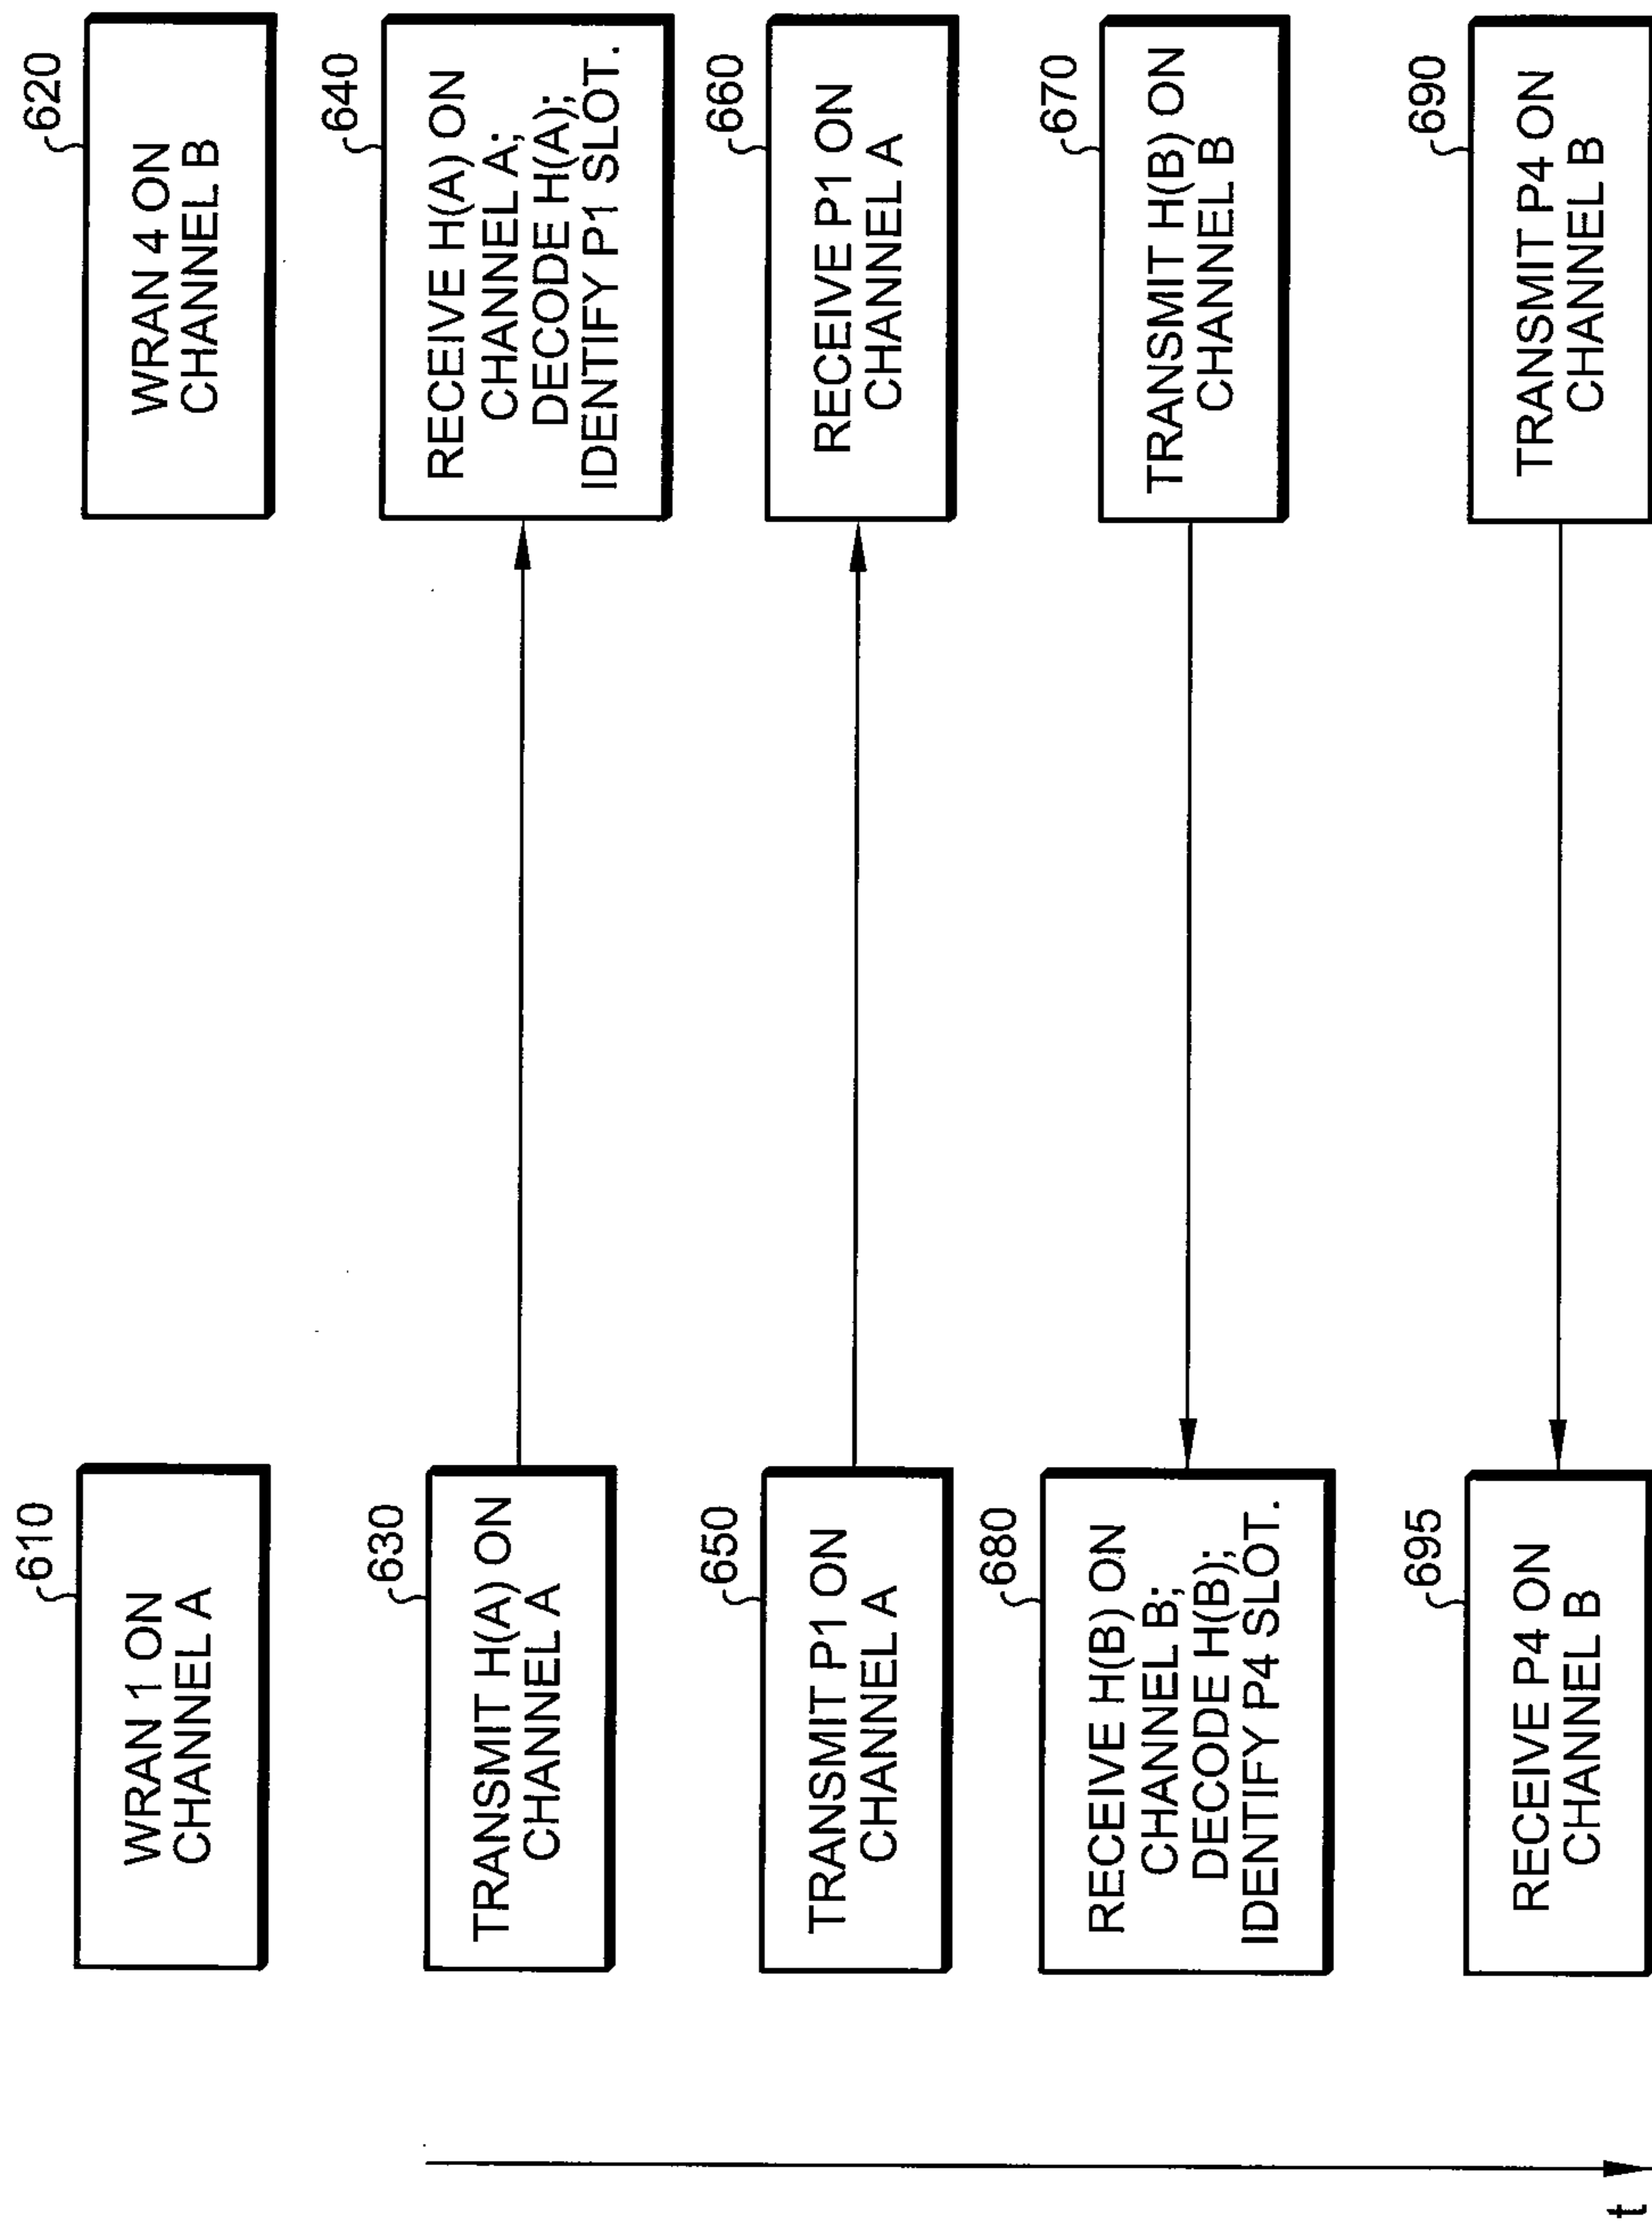 610
WRAN 1 ON
CHANNEL A
620
WRAN 4 ON
CHANNEL B
630
TRANSMIT H(A) ON
CHANNEL A
640
RECEIVE H(A) ON
CHANNEL A;
DECODE H(A);
IDENTIFY P1 SLOT.
650
TRANSMIT P1 ON
CHANNEL A
660
RECEIVE P1 ON
CHANNEL A
680
RECEIVE H(B) ON
CHANNEL B;
DECODE H(B);
IDENTIFY P4 SLOT.
670
TRANSMIT H(B) ON
CHANNEL B
695
RECEIVE P4 ON
CHANNEL B
690
TRANSMIT P4 ON
CHANNEL B
t